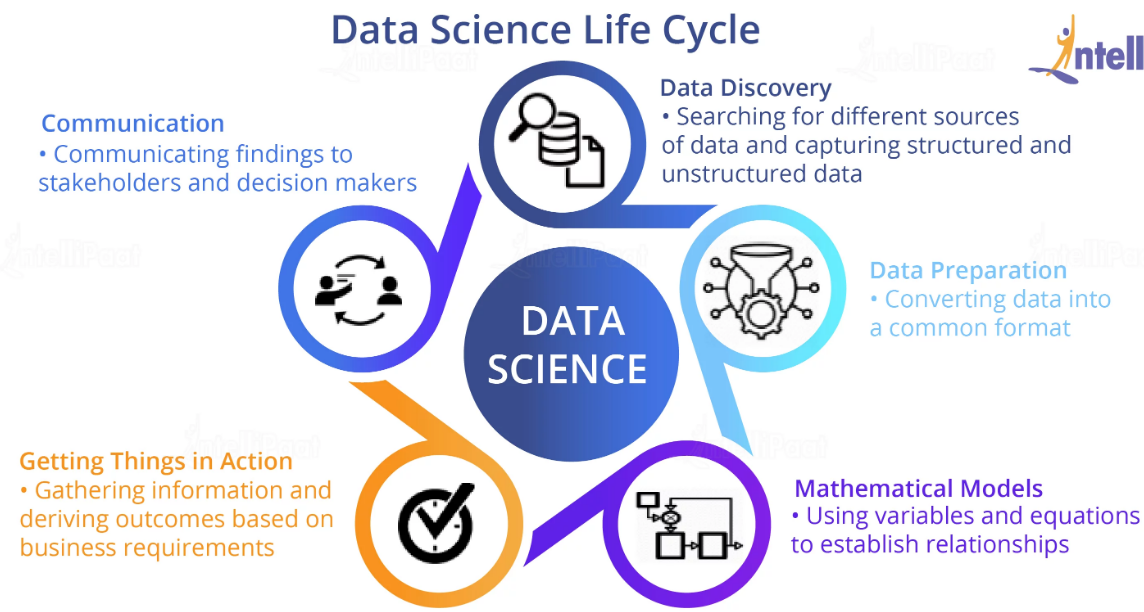 Data Science Life Cycle
ntell
Data Discovery
• Searching for different sources
of data and capturing structured and
unstructured data
Communication
• Communicating findings to
stakeholders and decision makers
Data Preparation
• Converting data into
a common format
DATA
SCIENCE
Getting Things in Action
• Gathering information and
deriving outcomes based on
business requirements
Mathematical Models
• Using variables and equations
to establish relationships